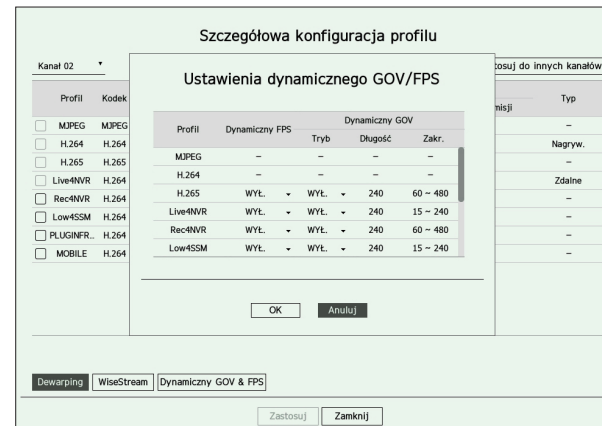 Szczegółowa konfiguracja profilu
Kanał 02
tosuj do innych kanałów
Profil Kodek misji Typ
MJPEG MJPEG –
H.264 H.264 Nagryw.
H.265 H.265 –
Live4NVR H.264 Zdalne
Rec4NVR H.264 –
Low4SSM H.264 –
PLUGINFR... H.264 –
MOBILE H.264 –
Ustawienia dynamicznego GOV/FPS
Profil Dynamiczny FPS Dynamiczny GOV
Tryb Długość Zakr.
MJPEG – – – –
H.264 – – – –
H.265 WYŁ. WYŁ. 240 60 ~ 480
Live4NVR WYŁ. WYŁ. 240 15 ~ 240
Rec4NVR WYŁ. WYŁ. 240 60 ~ 480
Low4SSM WYŁ. WYŁ. 240 15 ~ 240
OK Anuluj
Dewarping WiseStream Dynamiczny GOV & FPS
Zastosuj Zamknij